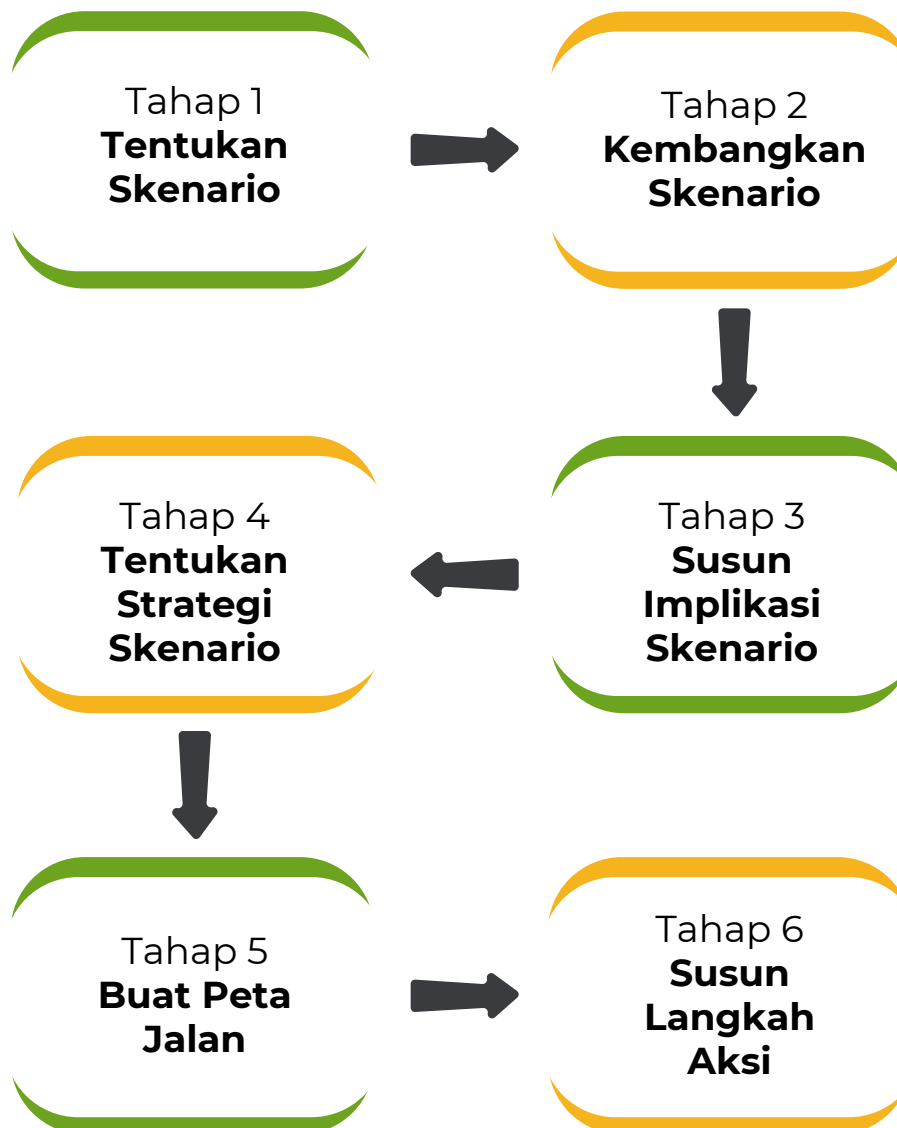 Tahap 1
Tentukan
Skenario
Tahap 2
Kembangkan
Skenario
Tahap 3
Susun
Implikasi
Skenario
Tahap 4
Tentukan
Strategi
Skenario
Tahap 5
Buat Peta
Jalan
Tahap 6
Susun
Langkah
Aksi